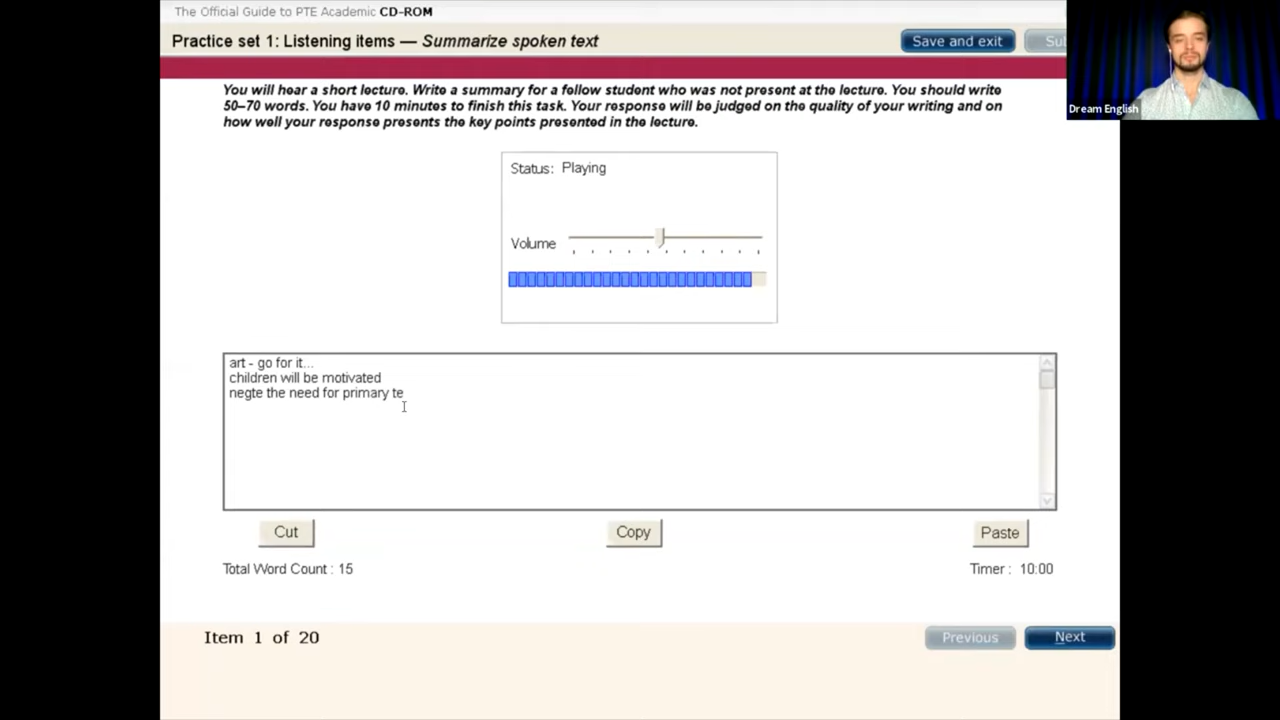 The Official Guide to PTE Academic CD-ROM
Practice set 1: Listening items — Summarize spoken text
Save and exit
Dream English
You will hear a short lecture. Write a summary for a fellow student who was not present at the lecture. You should write
50–70 words. You have 10 minutes to finish this task. Your response will be judged on the quality of your writing and on
how well your response presents the key points presented in the lecture.
Status: Playing
Volume
art - go for it...
children will be motivated
negte the need for primary te
Cut
Copy
Paste
Total Word Count : 15
Timer : 10:00
Item 1 of 20
Previous
Next